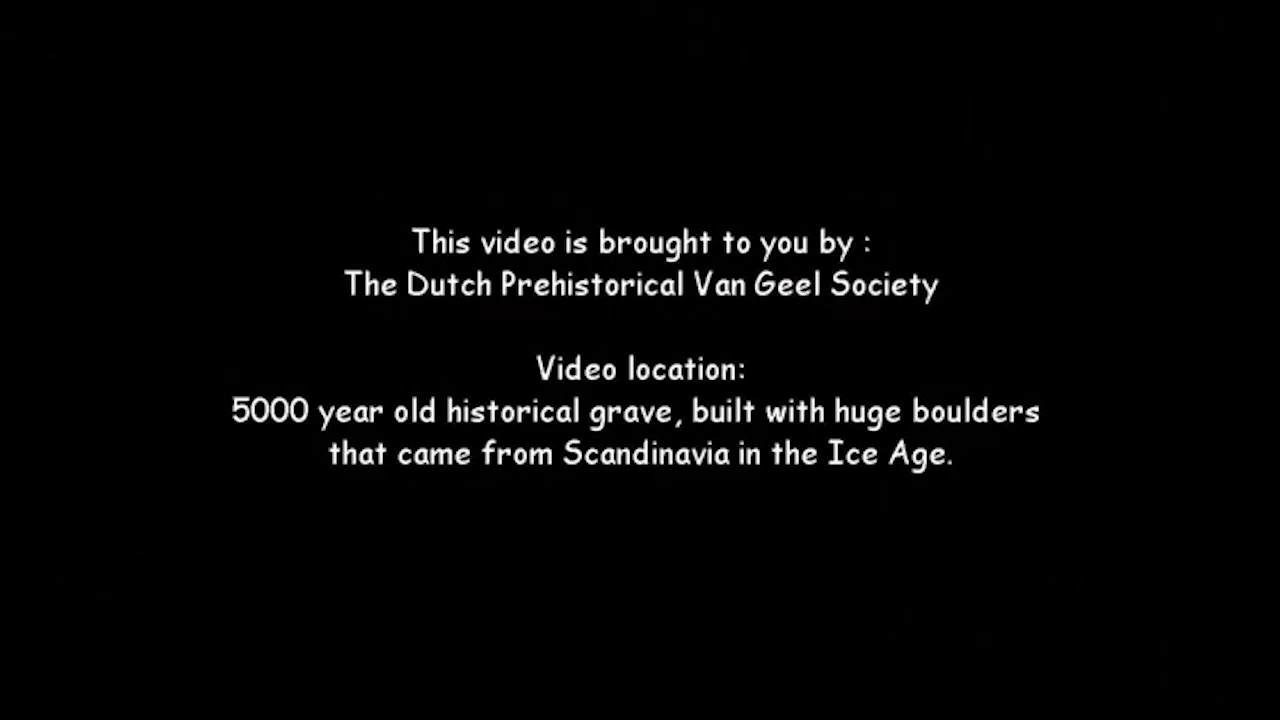 This video is brought to you by :
The Dutch Prehistorical Van Geel Society
Video location:
5000 year old historical grave, built with huge boulders
that came from Scandinavia in the Ice Age.